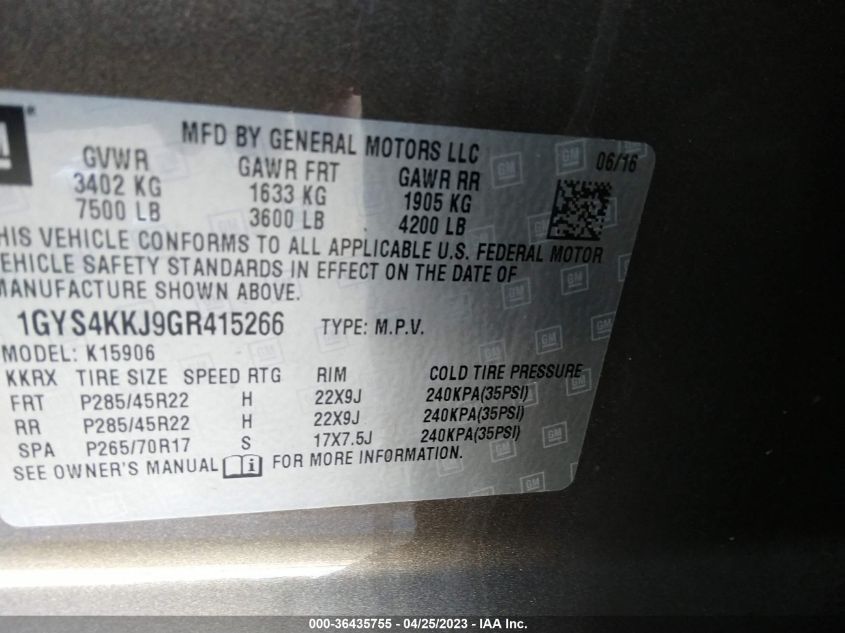 MFD BY GENERAL MOTORS LLC
06/16
GVWR GAWR FRT GAWR RR
3402 KG 1633 KG 1905 KG
7500 LB 3600 LB 4200 LB
HIS VEHICLE CONFORMS TO ALL APPLICABLE U.S. FEDERAL MOTOR
EHICLE SAFETY STANDARDS IN EFFECT ON THE DATE OF
MANUFACTURE SHOWN ABOVE.
1GYS4KKJ9GR415266 TYPE: M.P.V.
MODEL: K15906
KKRX TIRE SIZE SPEED RTG RIM COLD TIRE PRESSURE
FRT P285/45R22 H 22X9J 240KPA(35PSI)
RR P285/45R22 H 22X9J 240KPA(35PSI)
SPA P265/70R17 S 17X7.5J 240KPA(35PSI)
SEE OWNER'S MANUAL i FOR MORE INFORMATION.
000-36435755 - 04/25/2023 - IAA Inc.